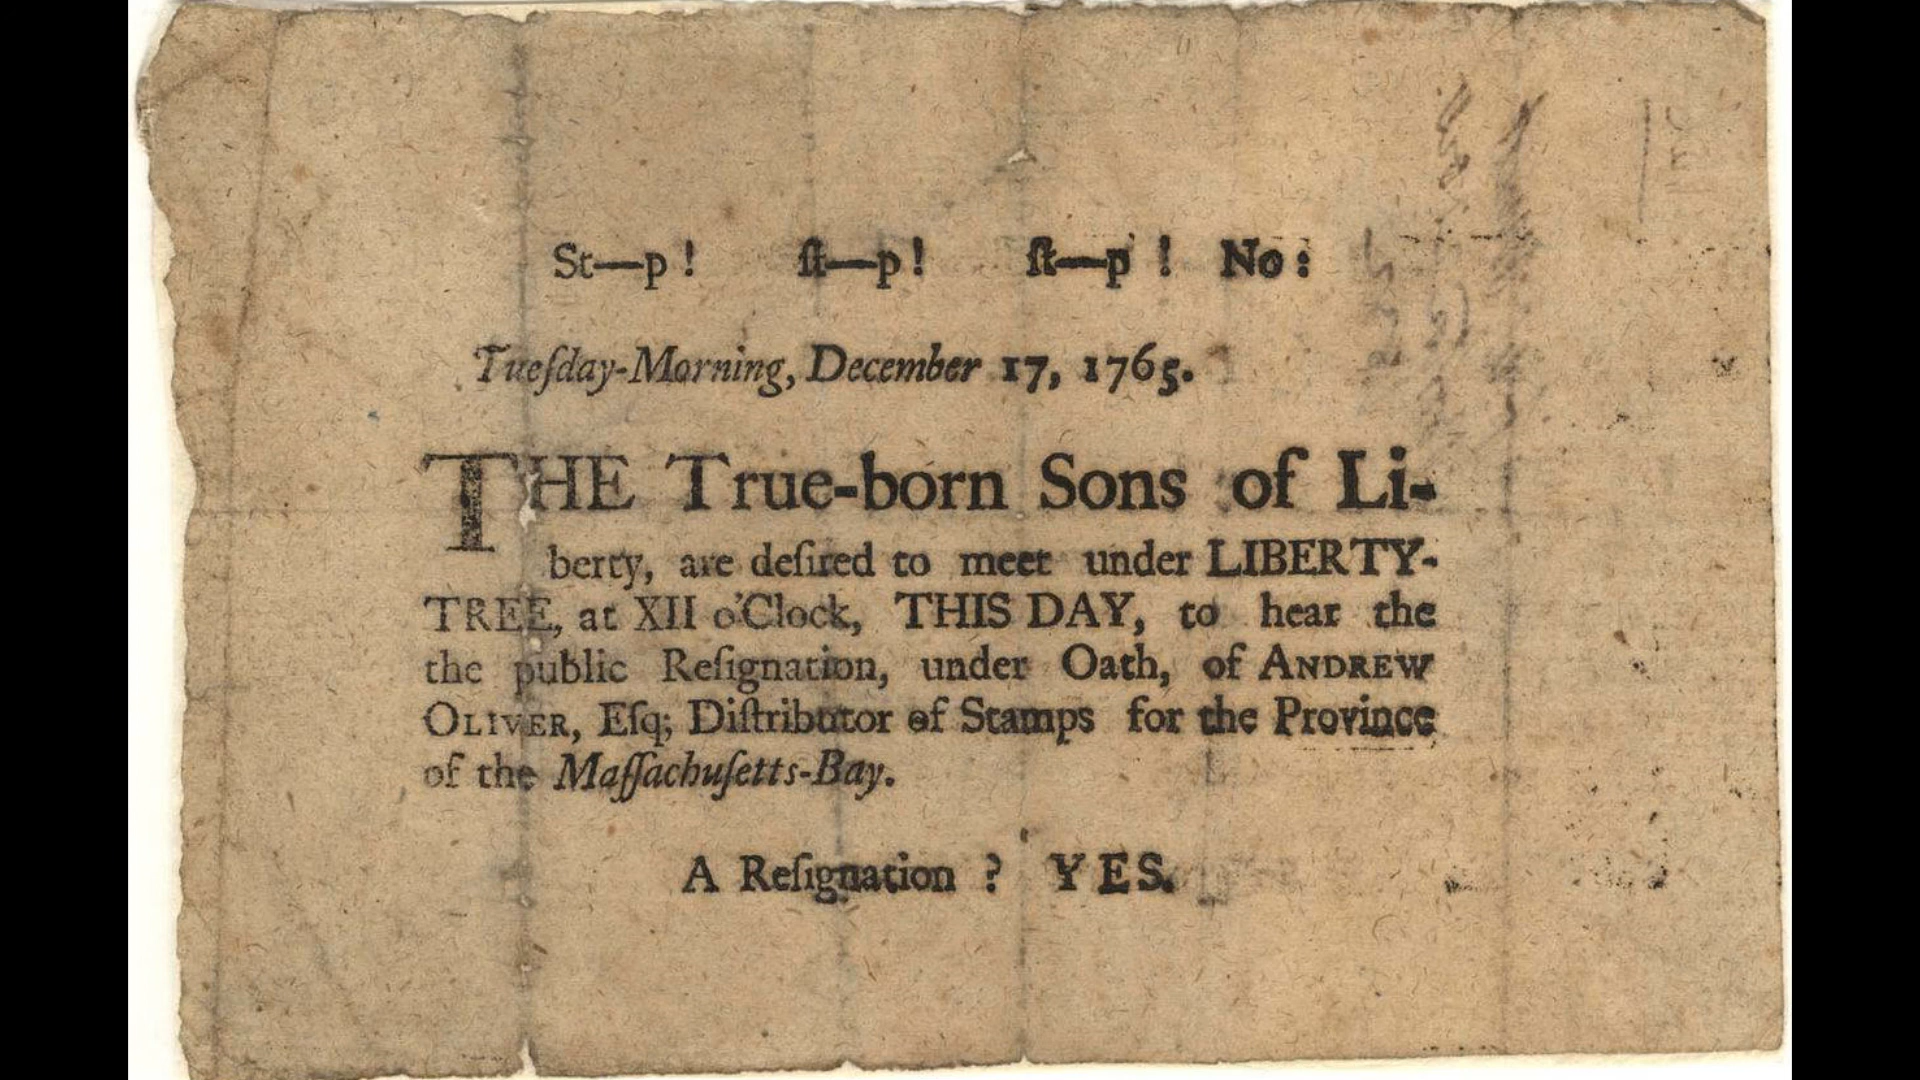 St—p! ſt—p! ſt—p! No:
Tueſday-Morning, December 17, 1765.
THE True-born Sons of Li-
berty, are deſired to meet under LIBERTY-
TREE, at XII o'Clock, THIS DAY, to hear the
the public Reſignation, under Oath, of ANDREW
OLIVER, Eſq; Diſtributor of Stamps for the Province
of the Maſſachuſetts-Bay.
A Reſignation ? YES.